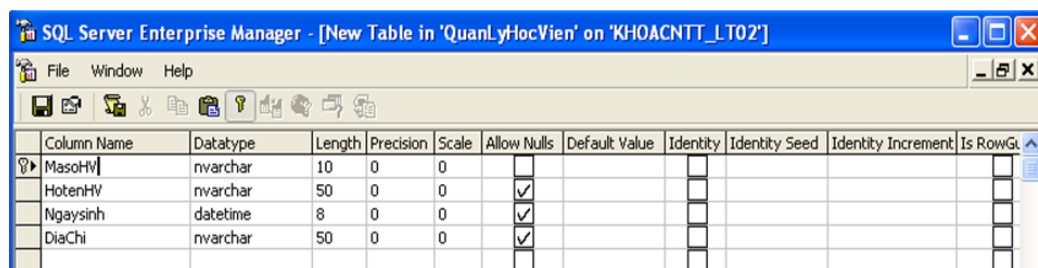 SQL Server Enterprise Manager - [New Table in 'QuanLyHocVien' on 'KHOACNTT_LT02']
File Window Help
Column Name Datatype Length Precision Scale Allow Nulls Default Value Identity Identity Seed Identity Increment Is RowGu
MasoHV nvarchar 10 0 0
HotenHV nvarchar 50 0 0
Ngaysinh datetime 8 0 0
DiaChi nvarchar 50 0 0